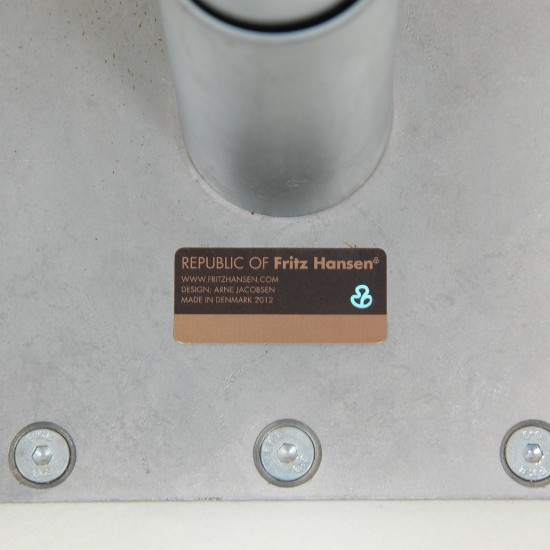 REPUBLIC OF Fritz Hansen®
WWW.FRITZHANSEN.COM
DESIGN: ARNE JACOBSEN
MADE IN DENMARK 2012